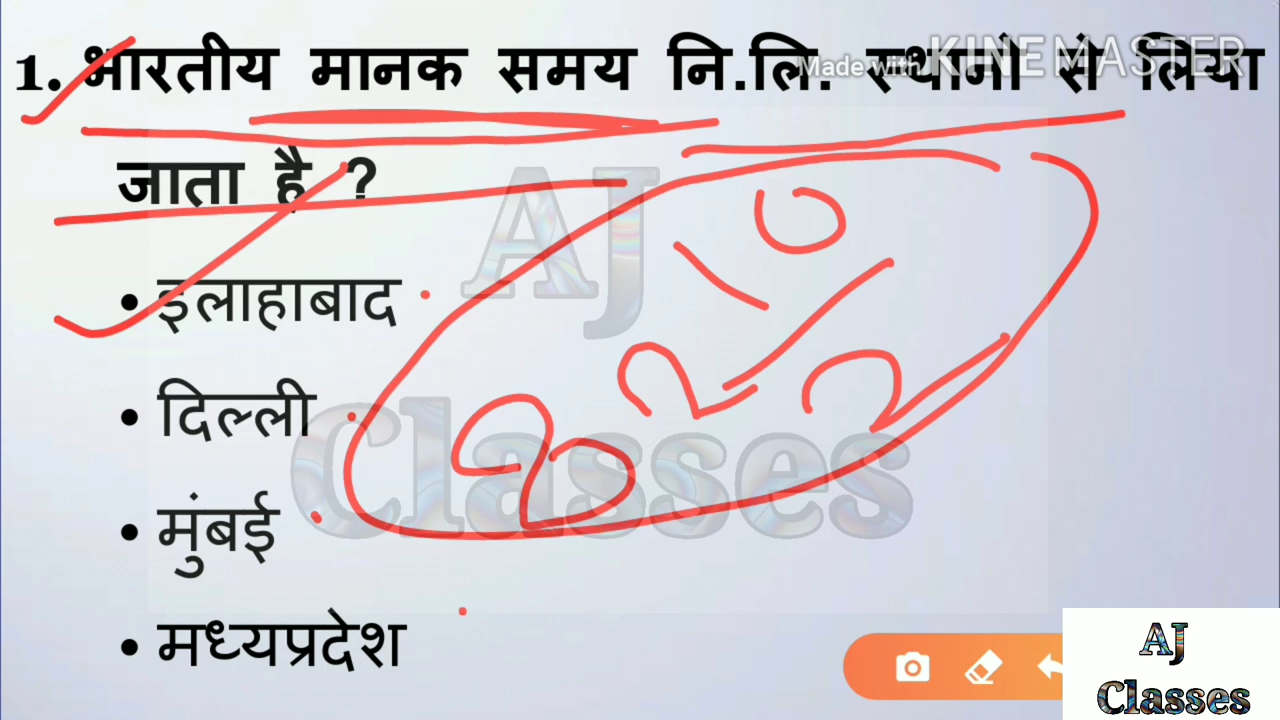 Made with KINEMASTER
1. भारतीय मानक समय नि.लि. स्थानो से लिया
जाता है ?
• इलाहाबाद
• दिल्ली
• मुंबई
• मध्यप्रदेश
AJ
Classes
AJ
Classes